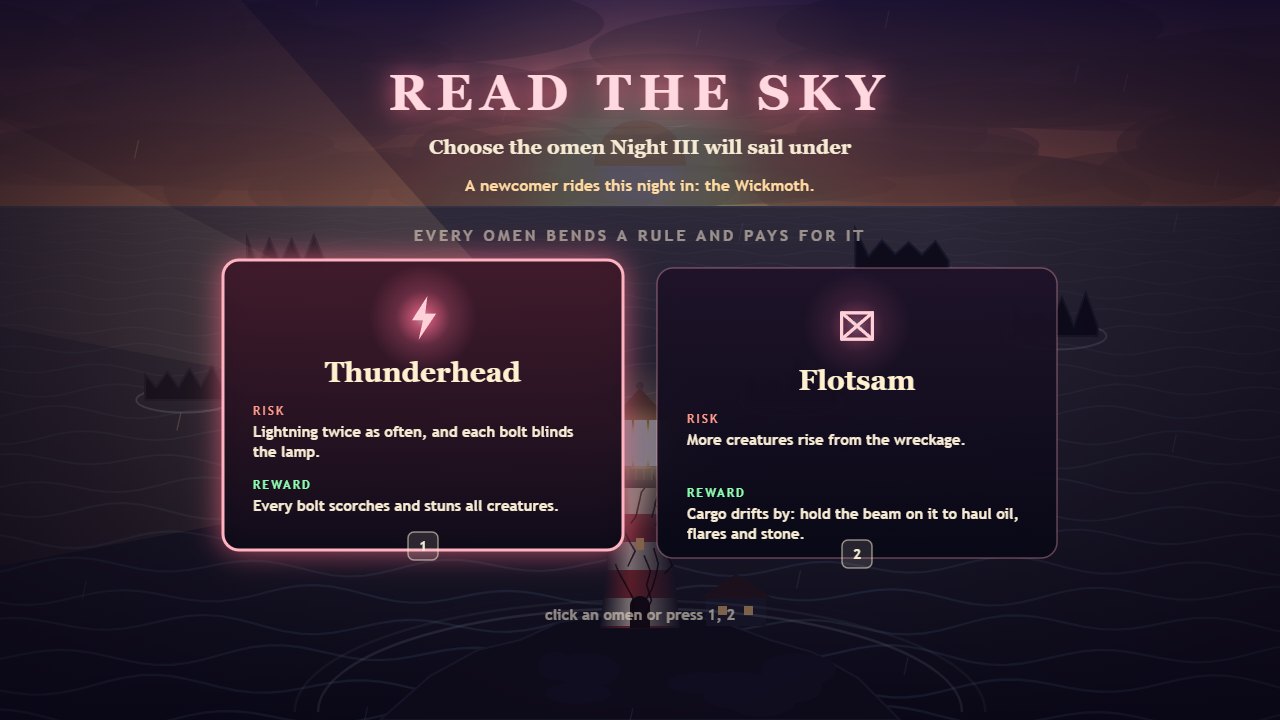 READ THE SKY
Choose the omen Night III will sail under
A newcomer rides this night in: the Wickmoth.
EVERY OMEN BENDS A RULE AND PAYS FOR IT
Thunderhead
RISK
Lightning twice as often, and each bolt blinds
the lamp.
REWARD
Every bolt scorches and stuns all creatures.
1
Flotsam
RISK
More creatures rise from the wreckage.
REWARD
Cargo drifts by: hold the beam on it to haul oil,
flares and stone.
2
click an omen or press 1, 2